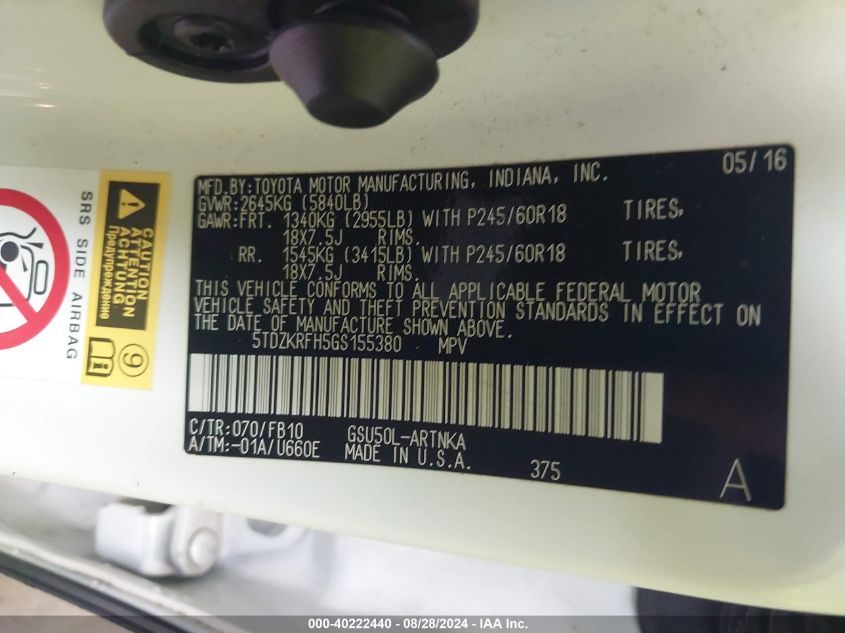 MFD.BY:TOYOTA MOTOR MANUFACTURING, INDIANA, INC. 05/16
GVWR:2645KG (5840LB)
GAWR:FRT. 1340KG (2955LB) WITH P245/60R18 TIRES,
18X7.5J RIMS.
RR. 1545KG (3415LB) WITH P245/60R18 TIRES,
18X7.5J RIMS.
THIS VEHICLE CONFORMS TO ALL APPLICABLE FEDERAL MOTOR
VEHICLE SAFETY AND THEFT PREVENTION STANDARDS IN EFFECT ON
THE DATE OF MANUFACTURE SHOWN ABOVE.
5TDZKRFH5GS155380 MPV
C/TR:070/FB10 GSU50L-ARTNKA
A/TM:-01A/U660E MADE IN U.S.A. 375
A
SRS SIDE AIRBAG
CAUTION
ATTENTION
ACHTUNG
Предупреждение
9
000-40222440 - 08/28/2024 - IAA Inc.